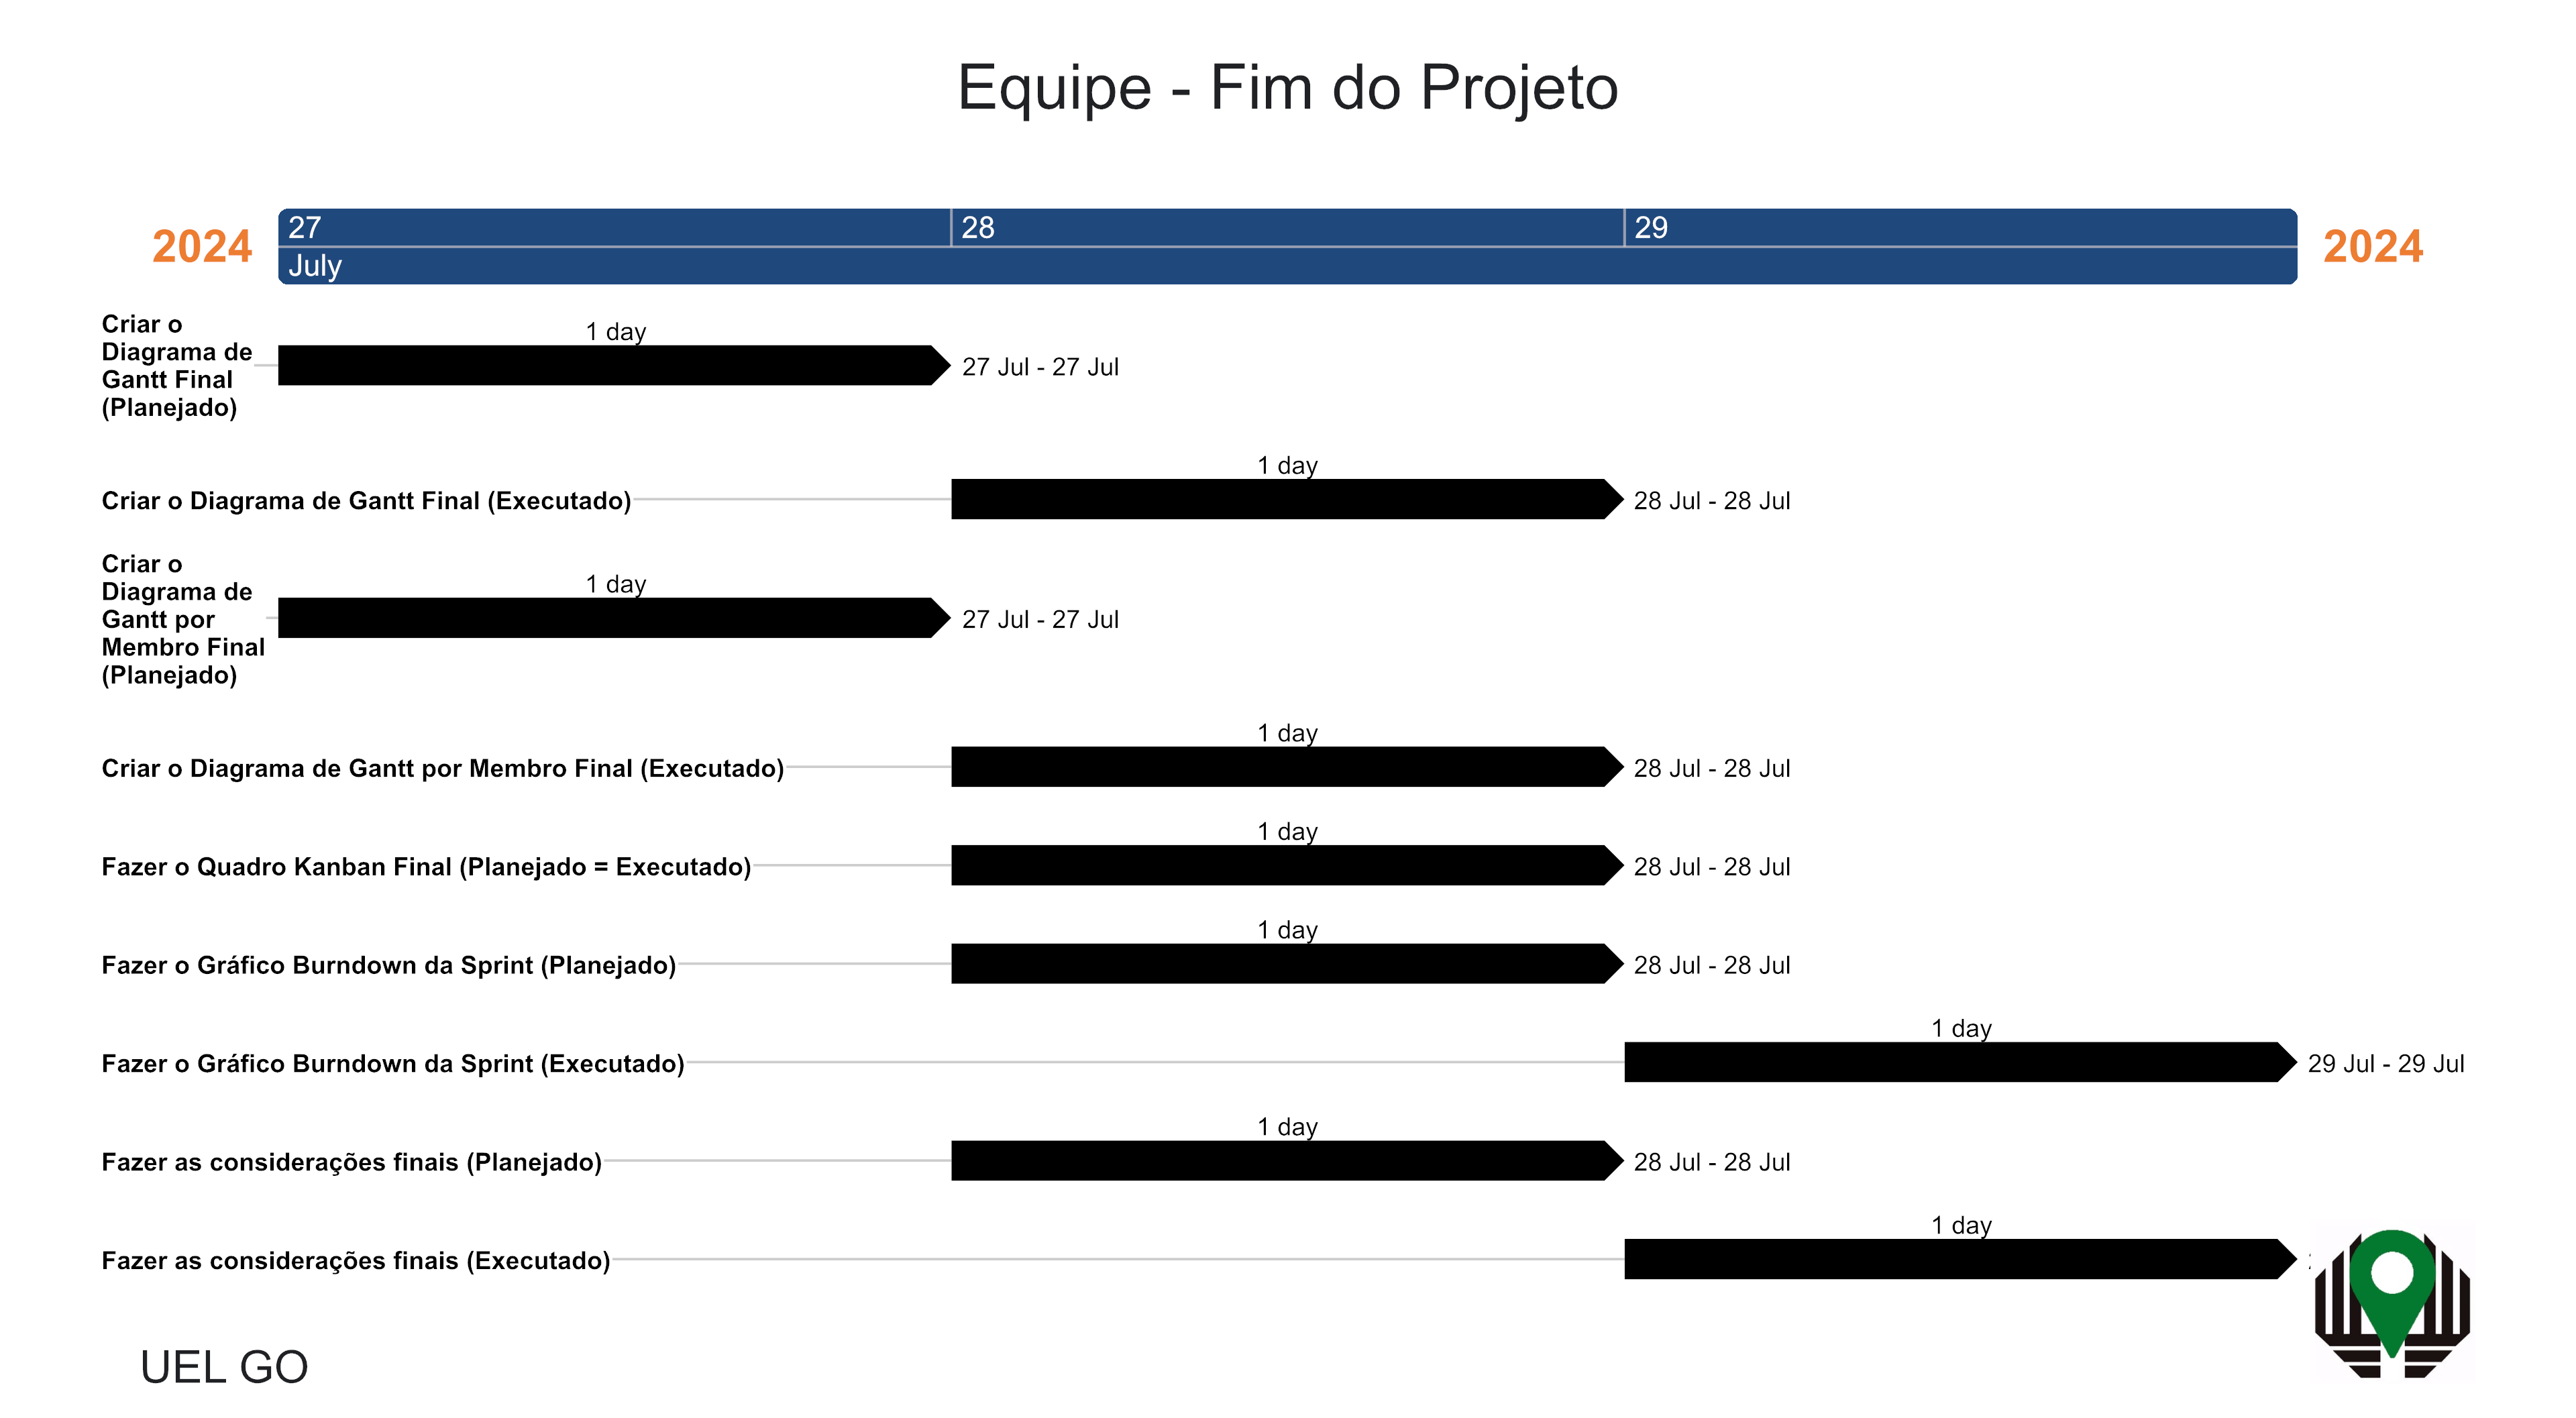 Equipe - Fim do Projeto
2024
27
28
29
July
2024
Criar o
Diagrama de
Gantt Final
(Planejado)
1 day
27 Jul - 27 Jul
Criar o Diagrama de Gantt Final (Executado)
1 day
28 Jul - 28 Jul
Criar o
Diagrama de
Gantt por
Membro Final
(Planejado)
1 day
27 Jul - 27 Jul
Criar o Diagrama de Gantt por Membro Final (Executado)
1 day
28 Jul - 28 Jul
Fazer o Quadro Kanban Final (Planejado = Executado)
1 day
28 Jul - 28 Jul
Fazer o Gráfico Burndown da Sprint (Planejado)
1 day
28 Jul - 28 Jul
Fazer o Gráfico Burndown da Sprint (Executado)
1 day
29 Jul - 29 Jul
Fazer as considerações finais (Planejado)
1 day
28 Jul - 28 Jul
Fazer as considerações finais (Executado)
1 day
UEL GO